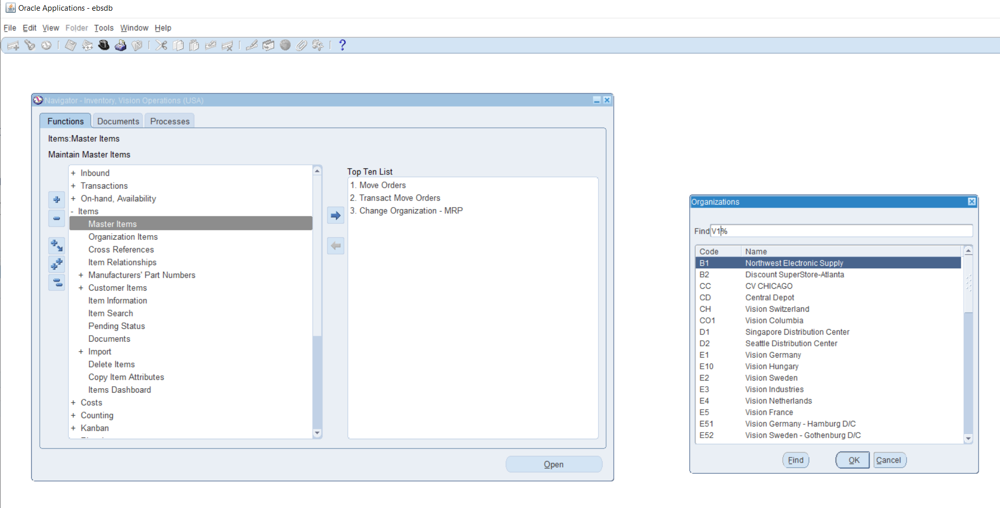 Oracle Applications - ebsdb
File Edit View Folder Tools Window Help
?
Navigator - Inventory, Vision Operations (USA)
Functions Documents Processes
Items:Master Items
Maintain Master Items
+ Inbound
+ Transactions
+ On-hand, Availability
- Items
Master Items
Organization Items
Cross References
Item Relationships
+ Manufacturers' Part Numbers
+ Customer Items
Item Information
Item Search
Pending Status
Documents
+ Import
Delete Items
Copy Item Attributes
Items Dashboard
+ Costs
+ Counting
+ Kanban
Top Ten List
1. Move Orders
2. Transact Move Orders
3. Change Organization - MRP
Open
Organizations
Find V1%
Code Name
B1 Northwest Electronic Supply
B2 Discount SuperStore-Atlanta
CC CV CHICAGO
CD Central Depot
CH Vision Switzerland
CO1 Vision Columbia
D1 Singapore Distribution Center
D2 Seattle Distribution Center
E1 Vision Germany
E10 Vision Hungary
E2 Vision Sweden
E3 Vision Industries
E4 Vision Netherlands
E5 Vision France
E51 Vision Germany - Hamburg D/C
E52 Vision Sweden - Gothenburg D/C
Find OK Cancel